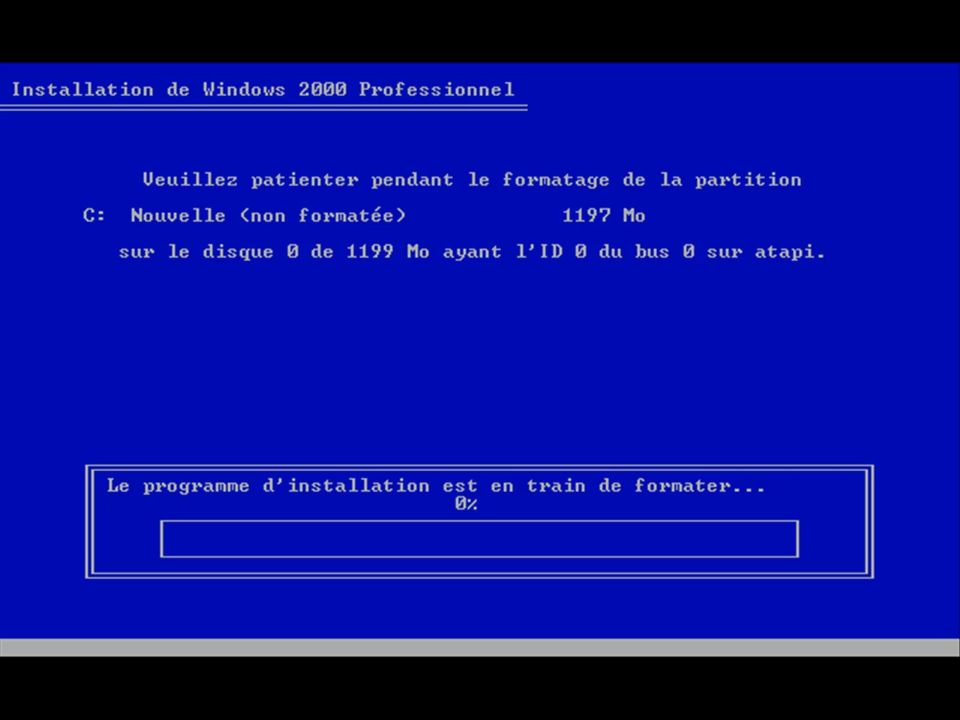 Installation de Windows 2000 Professionnel
Veuillez patienter pendant le formatage de la partition
C: Nouvelle (non formatée) 1197 Mo
sur le disque 0 de 1199 Mo ayant l'ID 0 du bus 0 sur atapi.
Le programme d'installation est en train de formater...
0%